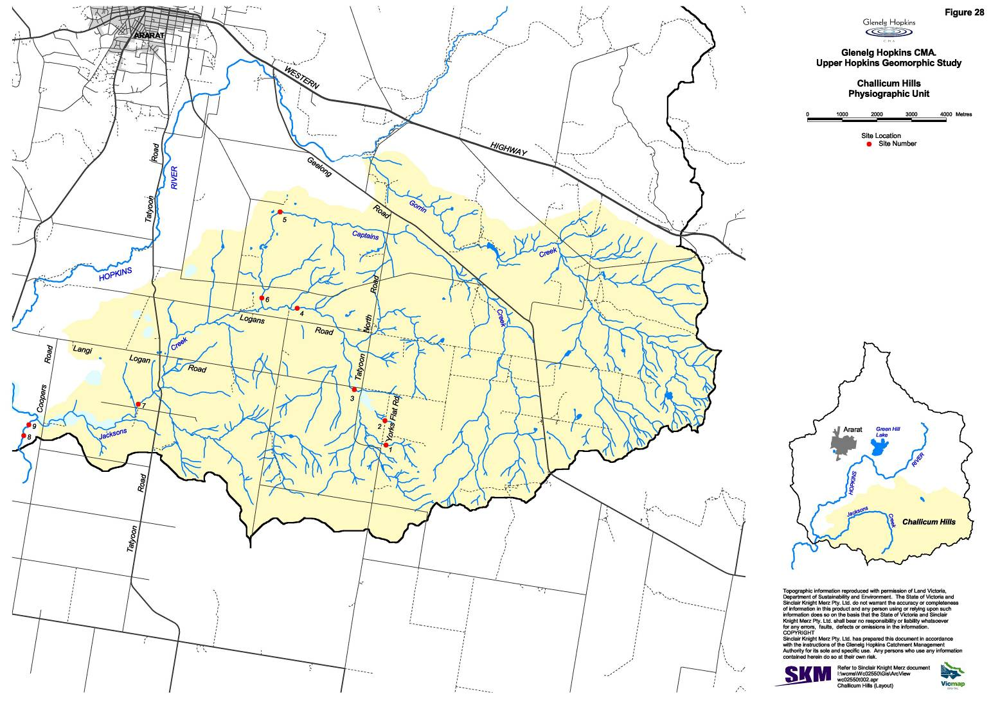 Figure 28
Glenelg Hopkins
CMA
Glenelg Hopkins CMA.
Upper Hopkins Geomorphic Study
Challicum Hills
Physiographic Unit
0 1000 2000 3000 4000 Metres
Site Location
Site Number
ARARAT
WESTERN
HIGHWAY
Road
RIVER
Tatyoon
Geelong
Road
Gorrin
Creek
Captains
Creek
HOPKINS
5
6
4
Logans
Road
North
Road
Tatyoon
Creek
Langi
Logan
Road
Road
Coopers
7
3
2
1
Yorks Flat Rd
9
8
Jacksons
Road
Tatyoon
Ararat
Green Hill
Lake
RIVER
HOPKINS
Jacksons
Creek
Challicum Hills
Topographic information reproduced with permission of Land Victoria,
Department of Sustainability and Environment. The State of Victoria and
Sinclair Knight Merz Pty. Ltd. do not warrant the accuracy or completeness
of information in this product and any person using or relying upon such
information does so on the basis that the State of Victoria and Sinclair
Knight Merz Pty. Ltd. shall bear no responsibility or liability whatsoever
for any errors, faults, defects or omissions in the information.
COPYRIGHT
Sinclair Knight Merz Pty. Ltd. has prepared this document in accordance
with the instructions of the Glenelg Hopkins Catchment Management
Authority for its sole and specific use. Any persons who use any information
contained herein do so at their own risk.
SKM
Refer to Sinclair Knight Merz document
I:\wcms\Wc02550\Gis\ArcView
wc02550t002.apr
Challicum Hills (Layout)
Vicmap
DIGITAL